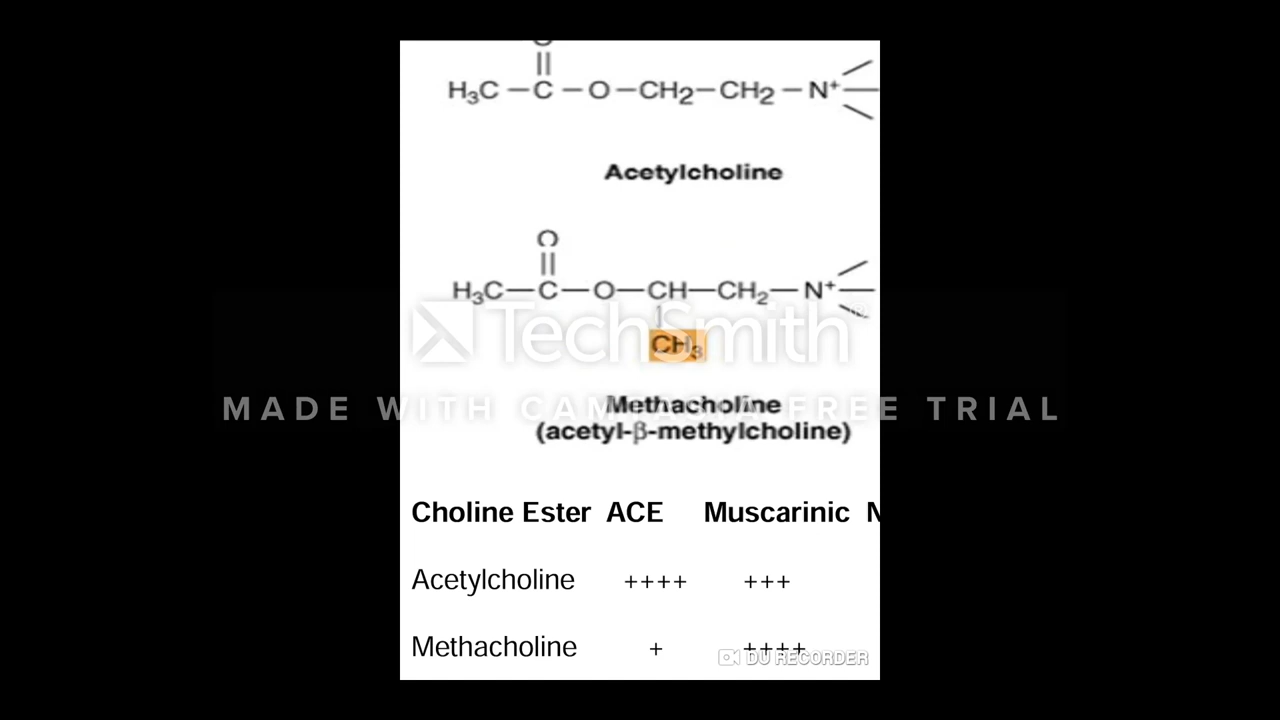 O
H₃C—C—O—CH₂—CH₂—N⁺
Acetylcholine
O
H₃C—C—O—CH—CH₂—N⁺
CH₃
TechSmith®
MADE WITH CAMTASIA FREE TRIAL
Methacholine
(acetyl-β-methylcholine)
Choline Ester ACE Muscarinic N
Acetylcholine ++++ +++
Methacholine + ++++
DU RECORDER